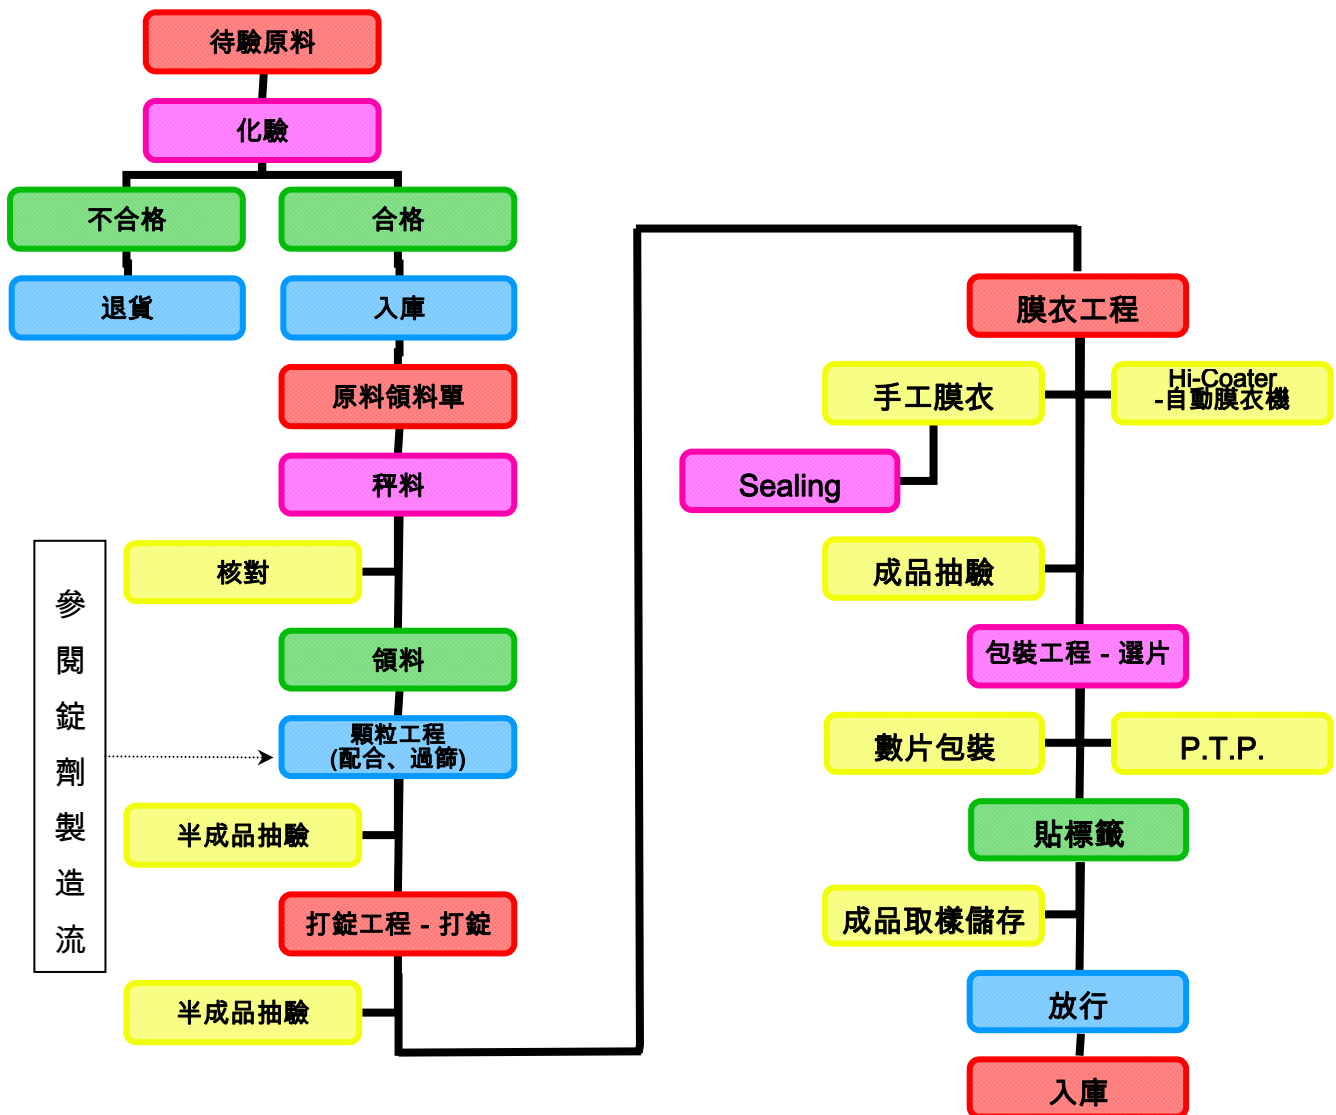 待驗原料
化驗
不合格
合格
退貨
入庫
原料領料單
秤料
核對
領料
顆粒工程
(配合、過篩)
半成品抽驗
打錠工程 - 打錠
半成品抽驗
參
閱
錠
劑
製
造
流
膜衣工程
手工膜衣
Hi-Coater
-自動膜衣機
Sealing
成品抽驗
包裝工程 - 選片
數片包裝
P.T.P.
貼標籤
成品取樣儲存
放行
入庫